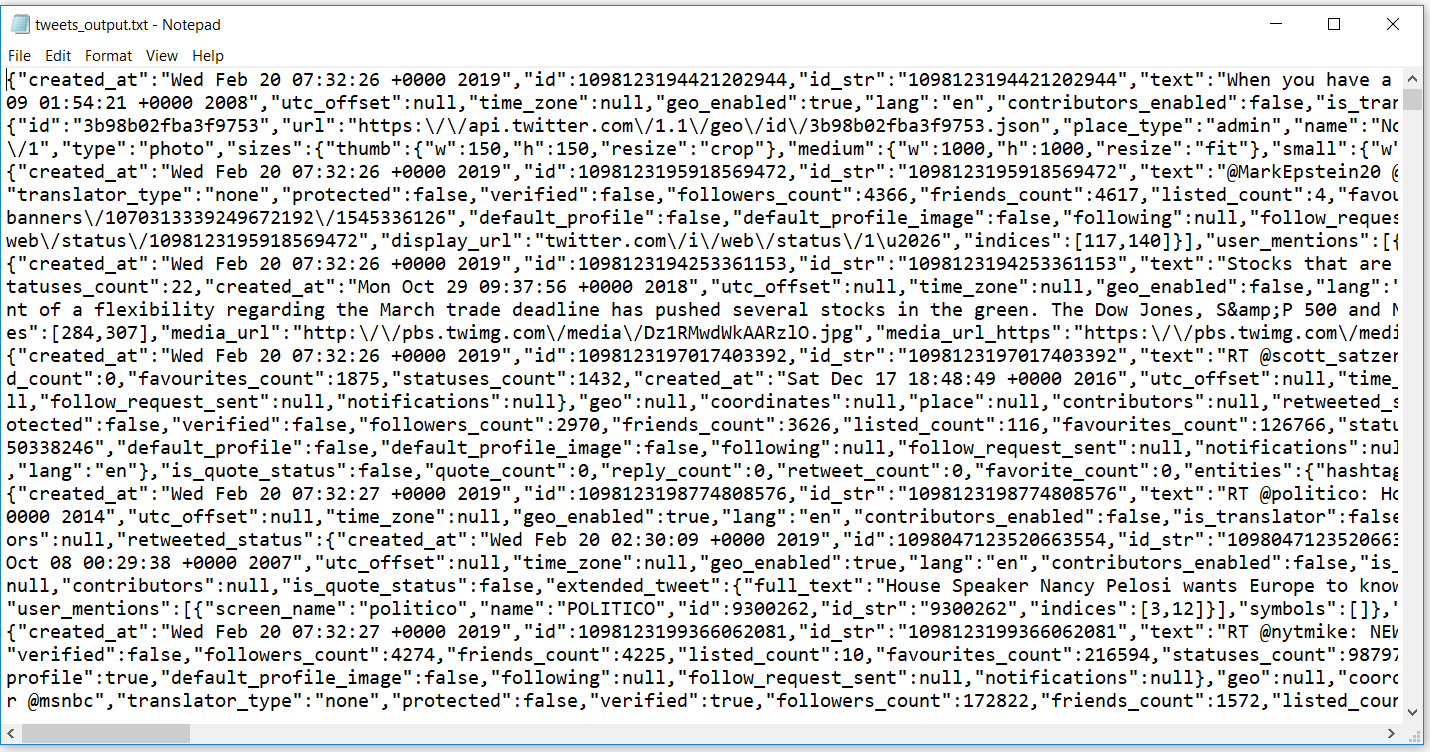 tweets_output.txt - Notepad
File Edit Format View Help
{"created_at":"Wed Feb 20 07:32:26 +0000 2019","id":1098123194421202944,"id_str":"1098123194421202944","text":"When you have a
09 01:54:21 +0000 2008","utc_offset":null,"time_zone":null,"geo_enabled":true,"lang":"en","contributors_enabled":false,"is_tran
{"id":"3b98b02fba3f9753","url":"https:\/\/api.twitter.com\/1.1\/geo\/id\/3b98b02fba3f9753.json","place_type":"admin","name":"No
\/1","type":"photo","sizes":{"thumb":{"w":150,"h":150,"resize":"crop"},"medium":{"w":1000,"h":1000,"resize":"fit"},"small":{"w"
{"created_at":"Wed Feb 20 07:32:26 +0000 2019","id":1098123195918569472,"id_str":"1098123195918569472","text":"@MarkEpstein20 @
"translator_type":"none","protected":false,"verified":false,"followers_count":4366,"friends_count":4617,"listed_count":4,"favou
banners\/1070313339249672192\/1545336126","default_profile":false,"default_profile_image":false,"following":null,"follow_reques
web\/status\/1098123195918569472","display_url":"twitter.com\/i\/web\/status\/1\u2026","indices":[117,140]}],"user_mentions":[{
{"created_at":"Wed Feb 20 07:32:26 +0000 2019","id":1098123194253361153,"id_str":"1098123194253361153","text":"Stocks that are
tatuses_count":22,"created_at":"Mon Oct 29 09:37:56 +0000 2018","utc_offset":null,"time_zone":null,"geo_enabled":false,"lang":"
nt of a flexibility regarding the March trade deadline has pushed several stocks in the green. The Dow Jones, S&amp;P 500 and N
es":[284,307],"media_url":"http:\/\/pbs.twimg.com\/media\/Dz1RMwdWkAARzlO.jpg","media_url_https":"https:\/\/pbs.twimg.com\/medi
{"created_at":"Wed Feb 20 07:32:26 +0000 2019","id":1098123197017403392,"id_str":"1098123197017403392","text":"RT @scott_satzer
d_count":0,"favourites_count":1875,"statuses_count":1432,"created_at":"Sat Dec 17 18:48:49 +0000 2016","utc_offset":null,"time_
ll,"follow_request_sent":null,"notifications":null},"geo":null,"coordinates":null,"place":null,"contributors":null,"retweeted_s
otected":false,"verified":false,"followers_count":2970,"friends_count":3626,"listed_count":116,"favourites_count":126766,"statu
50338246","default_profile":false,"default_profile_image":false,"following":null,"follow_request_sent":null,"notifications":nul
,"lang":"en"},"is_quote_status":false,"quote_count":0,"reply_count":0,"retweet_count":0,"favorite_count":0,"entities":{"hashtag
{"created_at":"Wed Feb 20 07:32:27 +0000 2019","id":1098123198774808576,"id_str":"1098123198774808576","text":"RT @politico: Ho
0000 2014","utc_offset":null,"time_zone":null,"geo_enabled":true,"lang":"en","contributors_enabled":false,"is_translator":false
ors":null,"retweeted_status":{"created_at":"Wed Feb 20 02:30:09 +0000 2019","id":1098047123520663554,"id_str":"1098047123520663
Oct 08 00:29:38 +0000 2007","utc_offset":null,"time_zone":null,"geo_enabled":true,"lang":"en","contributors_enabled":false,"is_
null,"contributors":null,"is_quote_status":false,"extended_tweet":{"full_text":"House Speaker Nancy Pelosi wants Europe to know
"user_mentions":[{"screen_name":"politico","name":"POLITICO","id":9300262,"id_str":"9300262","indices":[3,12]}],"symbols":[]},"
{"created_at":"Wed Feb 20 07:32:27 +0000 2019","id":1098123199366062081,"id_str":"1098123199366062081","text":"RT @nytmike: NEW
"verified":false,"followers_count":4274,"friends_count":4225,"listed_count":10,"favourites_count":216594,"statuses_count":98797
profile":true,"default_profile_image":false,"following":null,"follow_request_sent":null,"notifications":null},"geo":null,"coord
r @msnbc","translator_type":"none","protected":false,"verified":true,"followers_count":172822,"friends_count":1572,"listed_coun